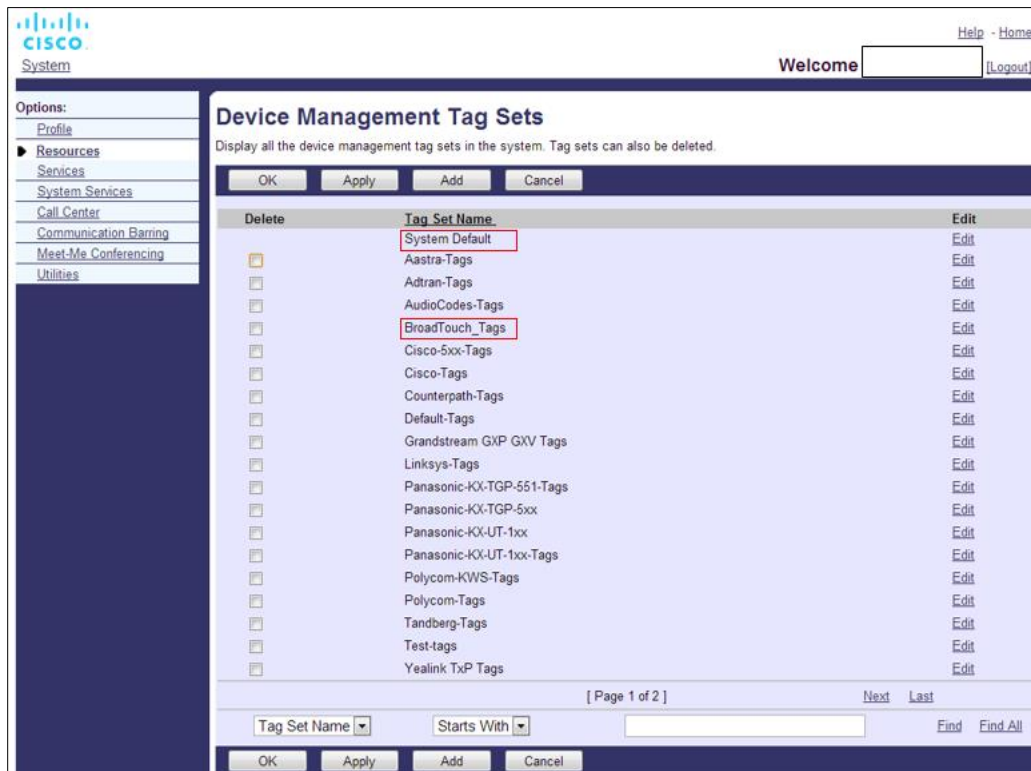 CISCO
Help - Home
System
Welcome [Logout]
Options:
Profile
Resources
Services
System Services
Call Center
Communication Barring
Meet-Me Conferencing
Utilities
Device Management Tag Sets
Display all the device management tag sets in the system. Tag sets can also be deleted.
OK Apply Add Cancel
Delete Tag Set Name Edit
System Default Edit
Aastra-Tags Edit
Adtran-Tags Edit
AudioCodes-Tags Edit
BroadTouch_Tags Edit
Cisco-5xx-Tags Edit
Cisco-Tags Edit
Counterpath-Tags Edit
Default-Tags Edit
Grandstream GXP GXV Tags Edit
Linksys-Tags Edit
Panasonic-KX-TGP-551-Tags Edit
Panasonic-KX-TGP-5xx Edit
Panasonic-KX-UT-1xx Edit
Panasonic-KX-UT-1xx-Tags Edit
Polycom-KWS-Tags Edit
Polycom-Tags Edit
Tandberg-Tags Edit
Test-tags Edit
Yealink TxP Tags Edit
[ Page 1 of 2 ] Next Last
Tag Set Name Starts With Find Find All
OK Apply Add Cancel